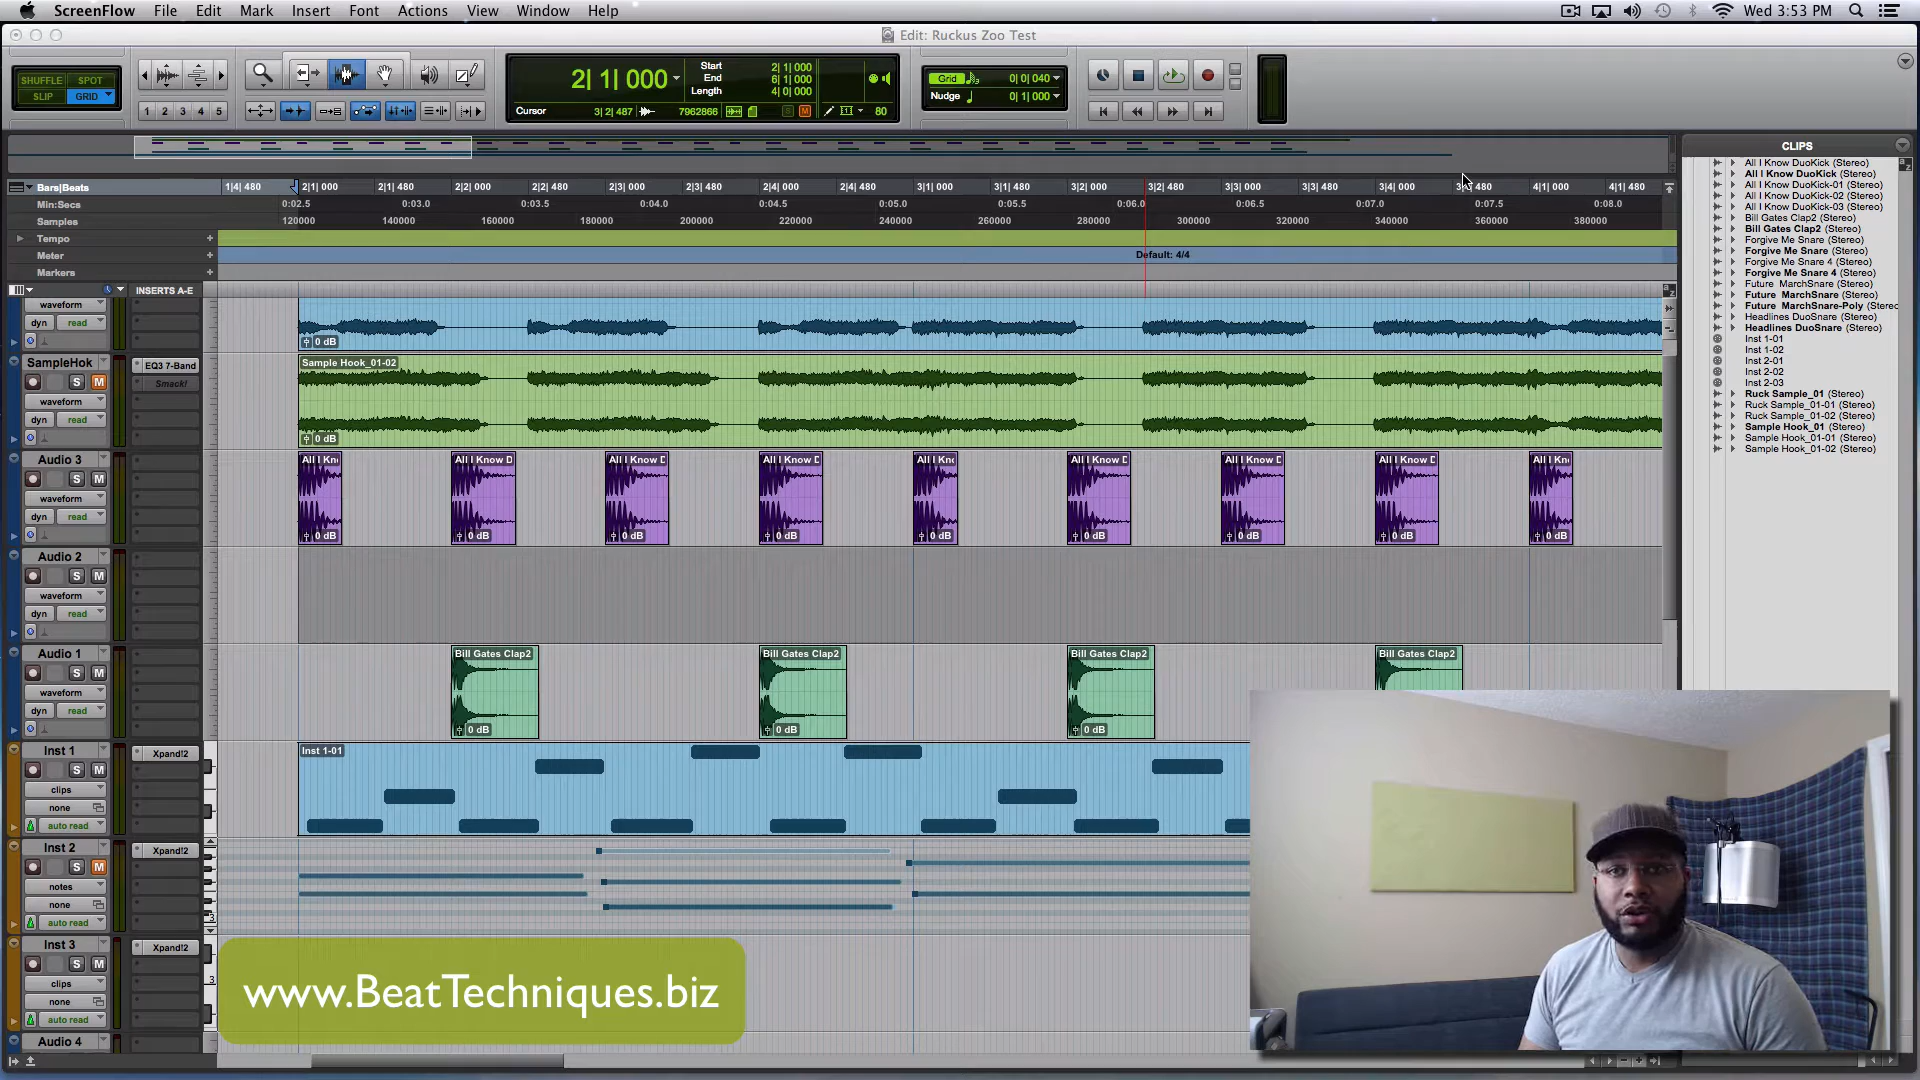 ScreenFlow File Edit Mark Insert Font Actions View Window Help Wed 3:53 PM
Edit: Ruckus Zoo Test
SHUFFLE SPOT
SLIP GRID
1 2 3 4 5
2| 1| 000
Start 2| 1| 000
End 6| 1| 000
Length 4| 0| 000
Cursor 3| 2| 487 7962866 80
Grid 0| 0| 040
Nudge 0| 1| 000
CLIPS
Bars|Beats 1|4| 480 2|1| 000 2|1| 480 2|2| 000 2|2| 480 2|3| 000 2|3| 480 2|4| 000 2|4| 480 3|1| 000 3|1| 480 3|2| 000 3|2| 480 3|3| 000 3|3| 480 3|4| 000 480 4|1| 000 4|1| 480
Min:Secs 0:02.5 0:03.0 0:03.5 0:04.0 0:04.5 0:05.0 0:05.5 0:06.0 0:06.5 0:07.0 0:07.5 0:08.0
Samples 120000 140000 160000 180000 200000 220000 240000 260000 280000 300000 320000 340000 360000 380000
Tempo
Meter Default: 4/4
Markers
INSERTS A-E
waveform
dyn read
0 dB
SampleHok EQ3 7-Band Sample Hook_01-02
S M Smack!
waveform
dyn read
0 dB
Audio 3 All I Kn All I Know D All I Know D All I Know D All I Kn All I Know D All I Know D All I Know D All I Kn
S M
waveform
dyn read
0 dB 0 dB 0 dB 0 dB 0 dB 0 dB 0 dB 0 dB 0 dB
Audio 2
S M
waveform
dyn read
Audio 1 Bill Gates Clap2 Bill Gates Clap2 Bill Gates Clap2 Bill Gates Clap2
S M
waveform
dyn read
0 dB 0 dB 0 dB
Inst 1 Xpand!2 Inst 1-01
S M
clips
none
auto read
Inst 2 Xpand!2
S M
notes
none
auto read
3
Inst 3 Xpand!2
S M
clips
none
auto read
3
Audio 4
All I Know DuoKick (Stereo)
All I Know DuoKick (Stereo)
All I Know DuoKick-01 (Stereo)
All I Know DuoKick-02 (Stereo)
All I Know DuoKick-03 (Stereo)
Bill Gates Clap2 (Stereo)
Bill Gates Clap2 (Stereo)
Forgive Me Snare (Stereo)
Forgive Me Snare (Stereo)
Forgive Me Snare 4 (Stereo)
Forgive Me Snare 4 (Stereo)
Future MarchSnare (Stereo)
Future MarchSnare (Stereo)
Future MarchSnare-Poly (Stereo
Headlines DuoSnare (Stereo)
Headlines DuoSnare (Stereo)
Inst 1-01
Inst 1-02
Inst 2-01
Inst 2-02
Inst 2-03
Ruck Sample_01 (Stereo)
Ruck Sample_01-01 (Stereo)
Ruck Sample_01-02 (Stereo)
Sample Hook_01 (Stereo)
Sample Hook_01-01 (Stereo)
Sample Hook_01-02 (Stereo)
www.BeatTechniques.biz